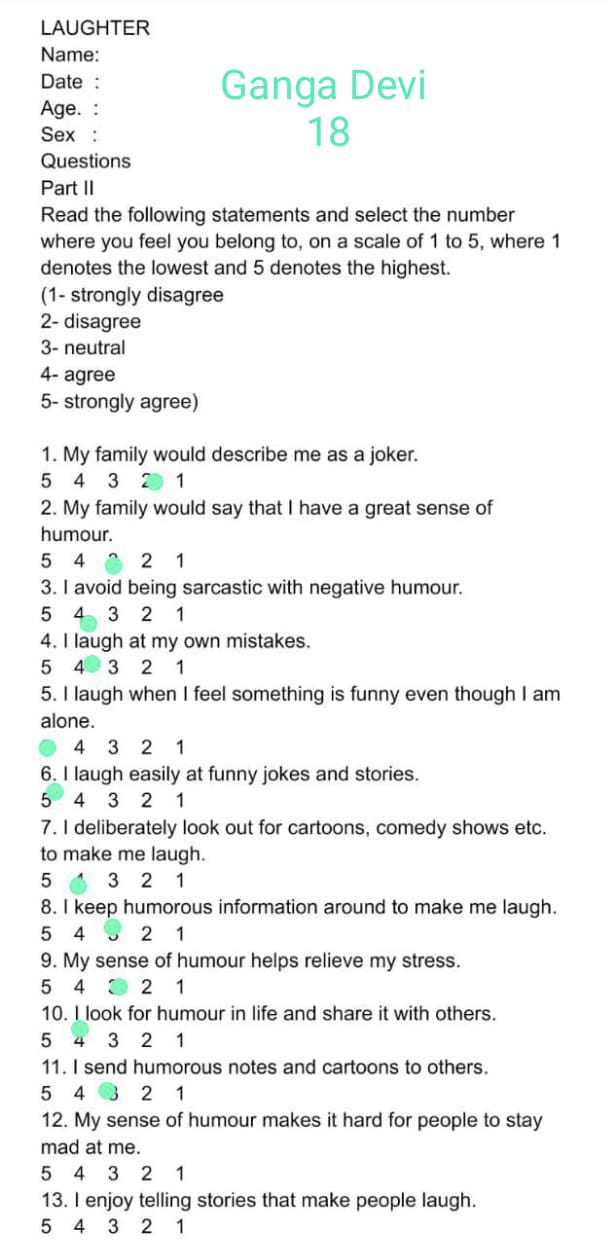 LAUGHTER
Name:
Date :
Ganga Devi
Age. :
18
Sex :
Questions
Part II
Read the following statements and select the number
where you feel you belong to, on a scale of 1 to 5, where 1
denotes the lowest and 5 denotes the highest.
(1- strongly disagree
2- disagree
3- neutral
4- agree
5- strongly agree)
1. My family would describe me as a joker.
5 4 3 2 1
2. My family would say that I have a great sense of
humour.
5 4 2 1
3. I avoid being sarcastic with negative humour.
5 4 3 2 1
4. I laugh at my own mistakes.
5 4 3 2 1
5. I laugh when I feel something is funny even though I am
alone.
4 3 2 1
6. I laugh easily at funny jokes and stories.
5 4 3 2 1
7. I deliberately look out for cartoons, comedy shows etc.
to make me laugh.
5 3 2 1
8. I keep humorous information around to make me laugh.
5 4 3 2 1
9. My sense of humour helps relieve my stress.
5 4 3 2 1
10. I look for humour in life and share it with others.
5 4 3 2 1
11. I send humorous notes and cartoons to others.
5 4 3 2 1
12. My sense of humour makes it hard for people to stay
mad at me.
5 4 3 2 1
13. I enjoy telling stories that make people laugh.
5 4 3 2 1